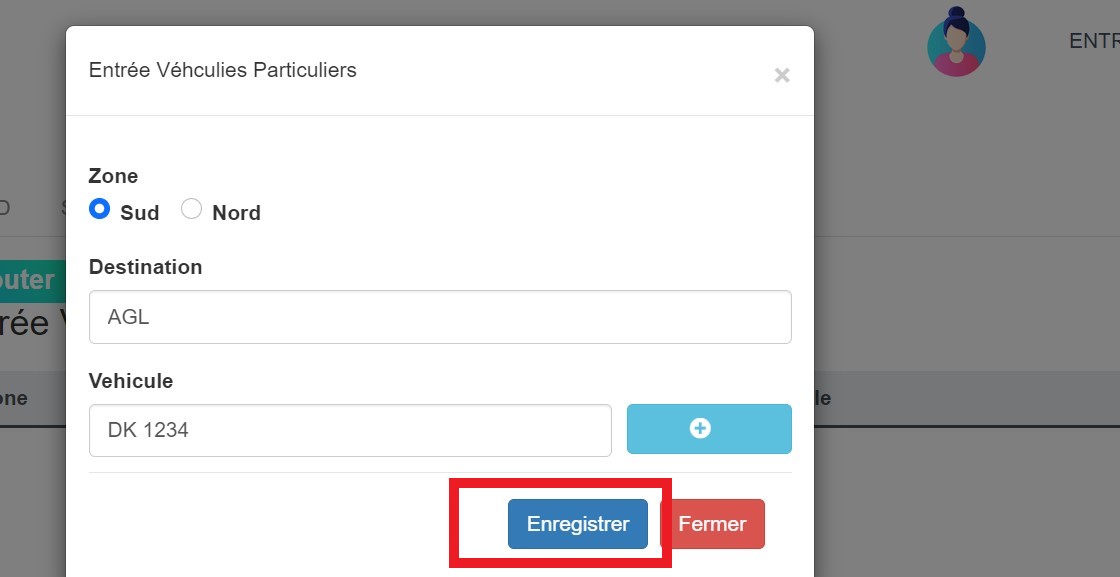 ENTR
Entrée Véhculies Particuliers
×
Zone
Sud Nord
D
Destination
outer
AGL
rée
Vehicule
one
le
DK 1234
Enregistrer Fermer